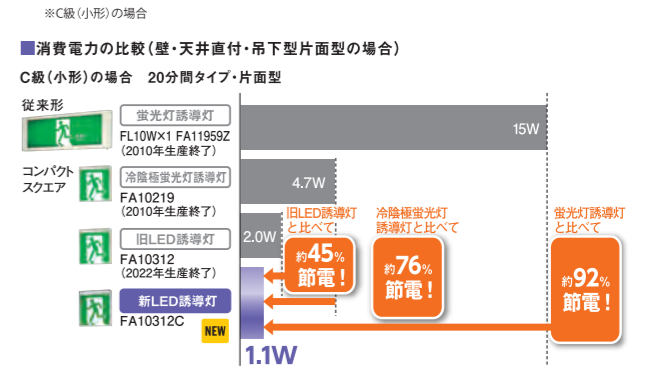 ※C級(小形)の場合
■消費電力の比較(壁・天井直付・吊下型片面型の場合)
C級(小形)の場合　20分間タイプ・片面型
従来形
蛍光灯誘導灯
FL10W×1 FA11959Z
(2010年生産終了)
15W
コンパクト
スクエア
冷陰極蛍光灯誘導灯
FA10219
(2010年生産終了)
4.7W
旧LED誘導灯
FA10312
(2022年生産終了)
2.0W
旧LED誘導灯
と比べて
約45%
節電！
冷陰極蛍光灯
誘導灯と比べて
約76%
節電！
蛍光灯誘導灯
と比べて
約92%
節電！
新LED誘導灯
FA10312C
NEW
1.1W